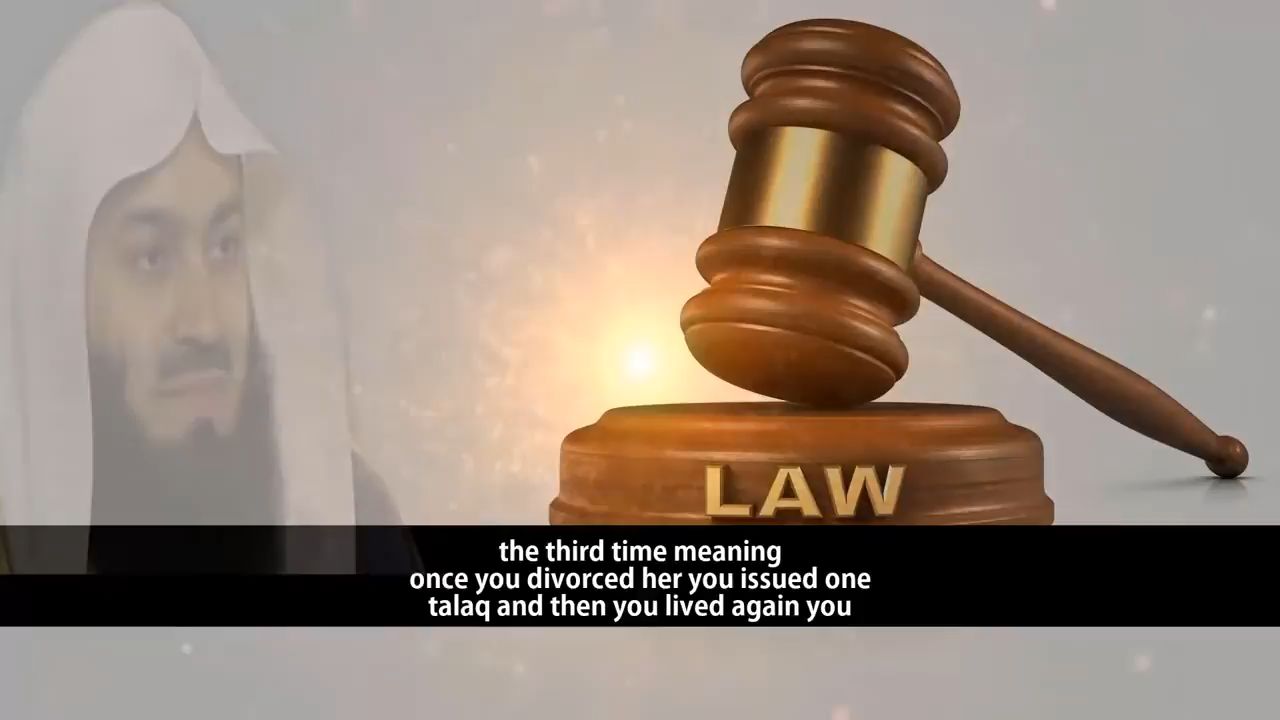 LAW
the third time meaning
once you divorced her you issued one
talaq and then you lived again you